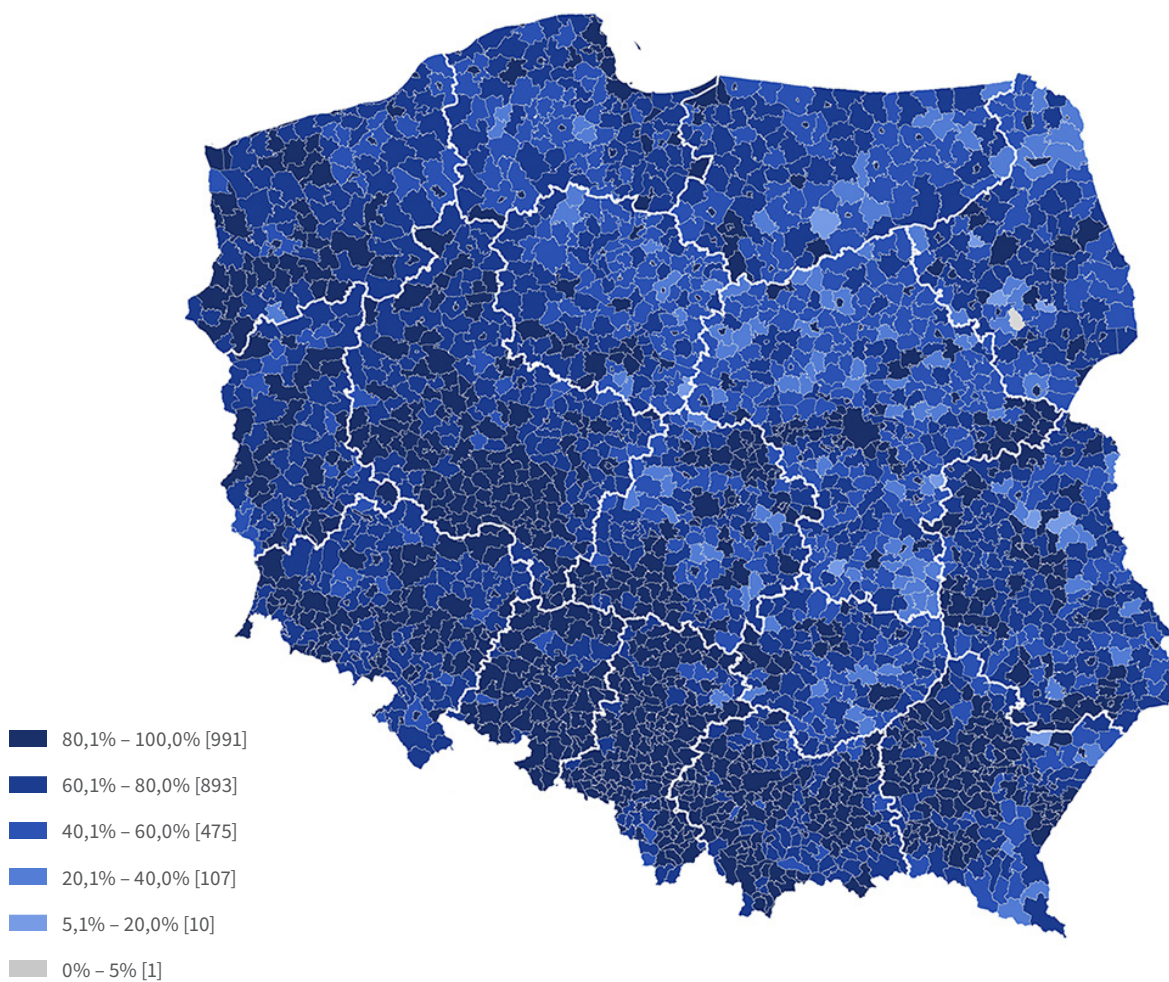 80,1% – 100,0% [991]
60,1% – 80,0% [893]
40,1% – 60,0% [475]
20,1% – 40,0% [107]
5,1% – 20,0% [10]
0% – 5% [1]